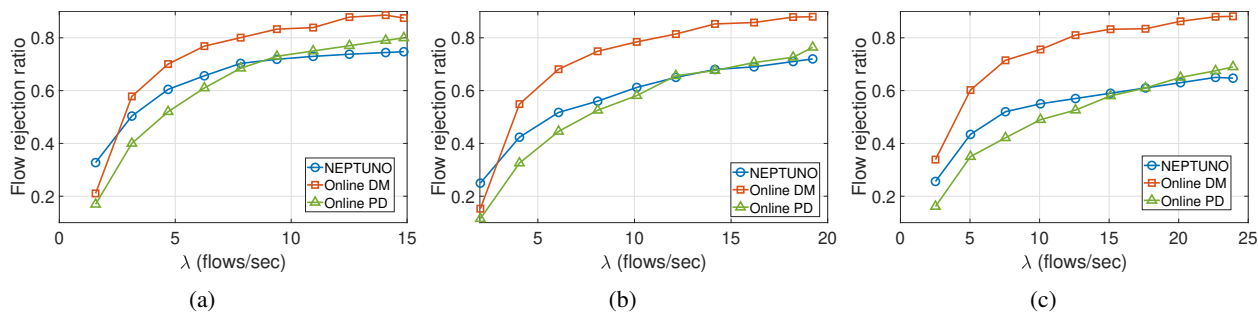 Flow rejection ratio
0.8
0.6
0.4
0.2
0 5 10 15
λ (flows/sec)
NEPTUNO
Online DM
Online PD
(a)
Flow rejection ratio
0.8
0.6
0.4
0.2
5 10 15 20
λ (flows/sec)
NEPTUNO
Online DM
Online PD
(b)
Flow rejection ratio
0.8
0.6
0.4
0.2
0 5 10 15 20 25
λ (flows/sec)
NEPTUNO
Online DM
Online PD
(c)